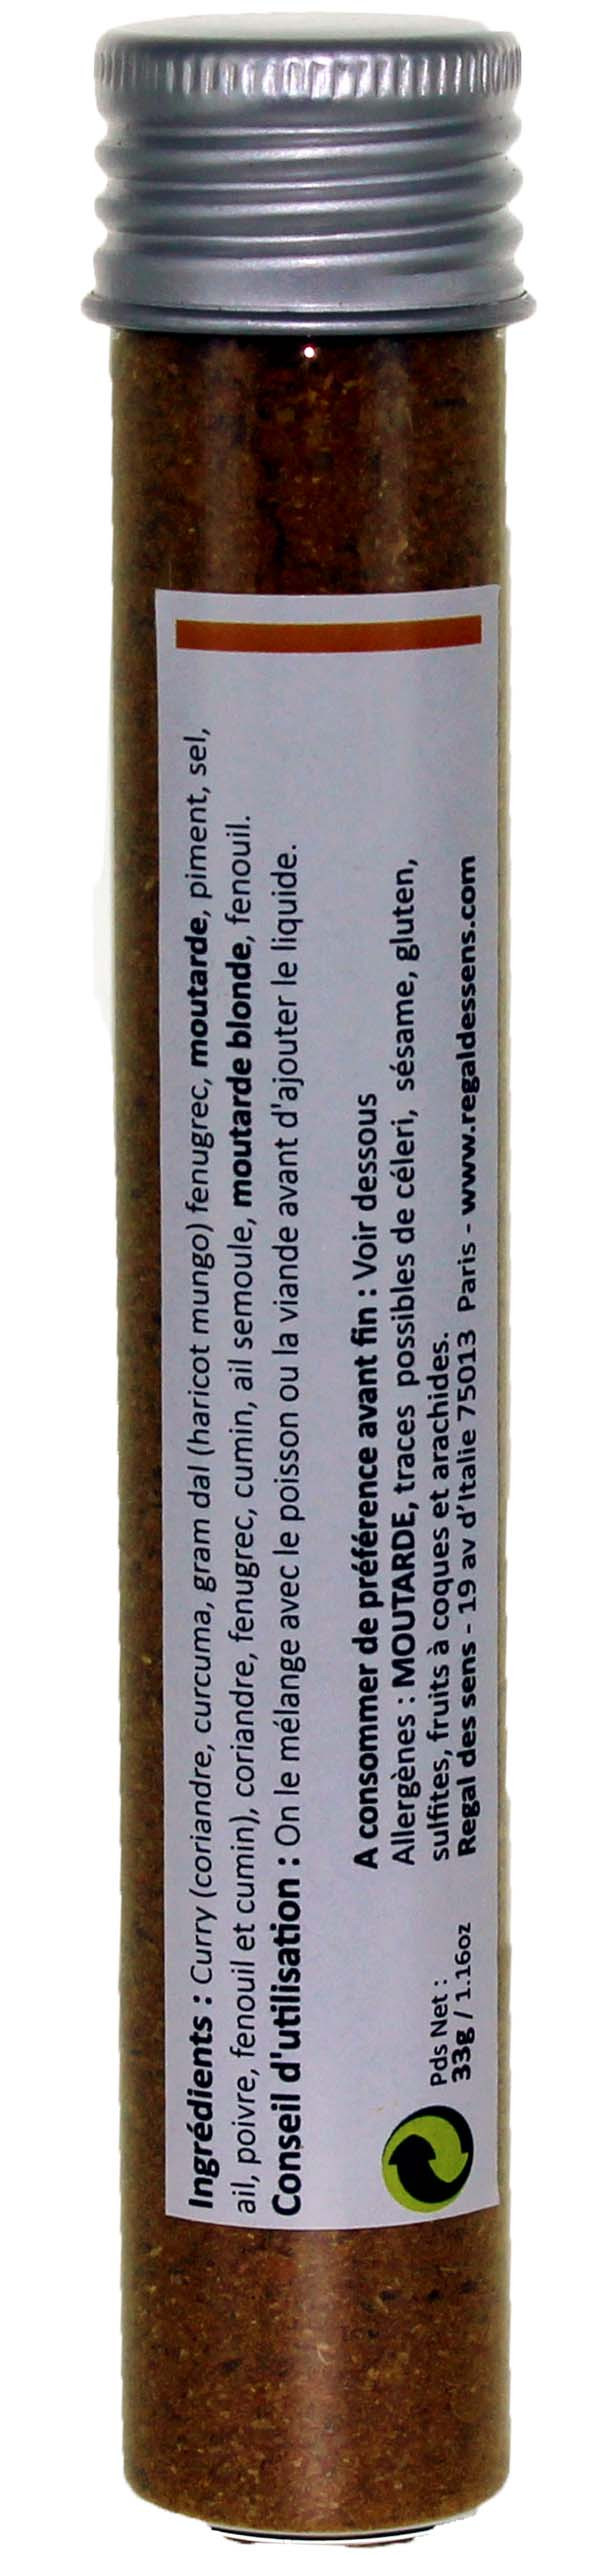 Ingrédients : Curry (coriandre, curcuma, gram dal (haricot mungo) fenugrec, moutarde, piment, sel,
ail, poivre, fenouil et cumin), coriandre, fenugrec, cumin, ail semoule, moutarde blonde, fenouil.
Conseil d'utilisation : On le mélange avec le poisson ou la viande avant d'ajouter le liquide.
A consommer de préférence avant fin : Voir dessous
Allergènes : MOUTARDE, traces possibles de céleri, sésame, gluten,
sulfites, fruits à coques et arachides.
Regal des sens - 19 av d'Italie 75013 Paris - www.regaldessens.com
Pds Net :
33g / 1.16oz